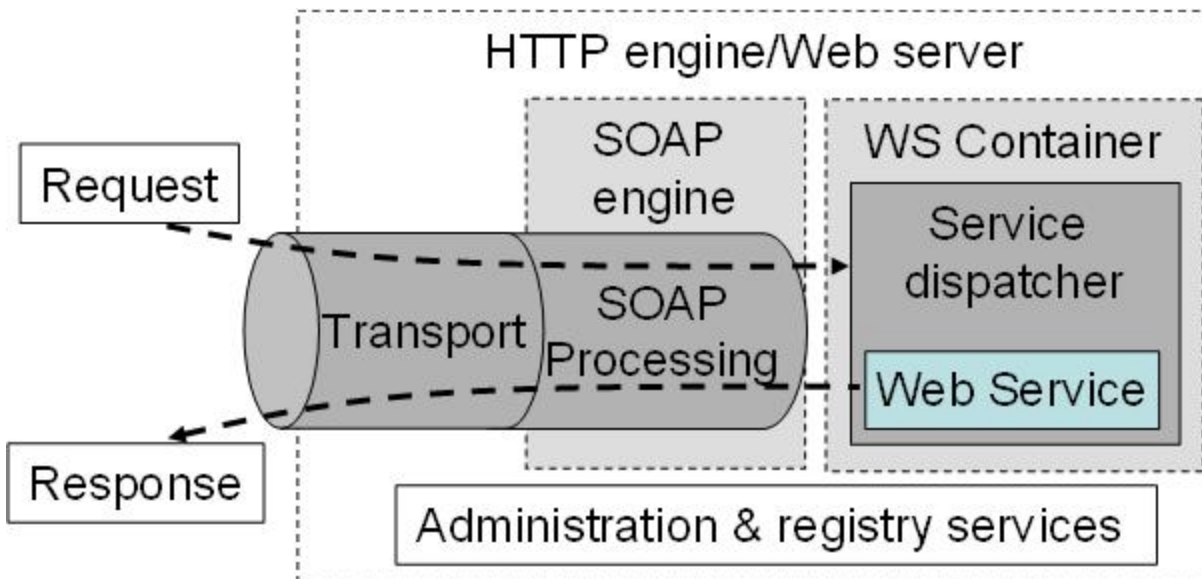 HTTP engine/Web server
SOAP
engine
WS Container
Request
Service
dispatcher
Transport
SOAP
Processing
Web Service
Response
Administration & registry services